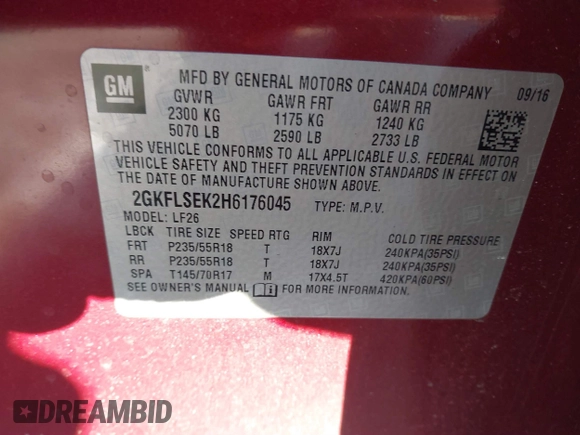 GM
MFD BY GENERAL MOTORS OF CANADA COMPANY 09/16
GVWR GAWR FRT GAWR RR
2300 KG 1175 KG 1240 KG
5070 LB 2590 LB 2733 LB
THIS VEHICLE CONFORMS TO ALL APPLICABLE U.S. FEDERAL MOTOR
VEHICLE SAFETY AND THEFT PREVENTION STANDARDS IN EFFECT ON
THE DATE OF MANUFACTURE SHOWN ABOVE.
2GKFLSEK2H6176045 TYPE: M.P.V.
MODEL: LF26
LBCK TIRE SIZE SPEED RTG RIM COLD TIRE PRESSURE
FRT P235/55R18 T 18X7J 240KPA(35PSI)
RR P235/55R18 T 18X7J 240KPA(35PSI)
SPA T145/70R17 M 17X4.5T 420KPA(60PSI)
SEE OWNER'S MANUAL FOR MORE INFORMATION.
DREAMBID